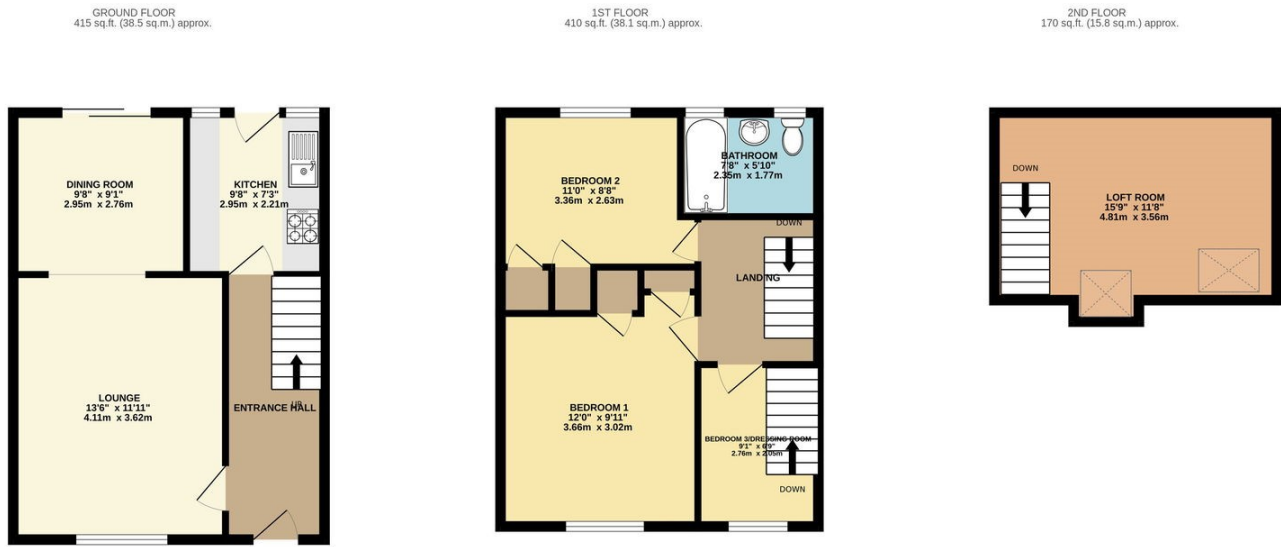 GROUND FLOOR
415 sq.ft. (38.5 sq.m.) approx.
DINING ROOM
9'8" x 9'1"
2.95m x 2.76m
KITCHEN
9'8" x 7'3"
2.95m x 2.21m
LOUNGE
13'6" x 11'11"
4.11m x 3.62m
UP
ENTRANCE HALL
1ST FLOOR
410 sq.ft. (38.1 sq.m.) approx.
BEDROOM 2
11'0" x 8'8"
3.36m x 2.63m
BATHROOM
7'8" x 5'10"
2.35m x 1.77m
DOWN
LANDING
BEDROOM 1
12'0" x 9'11"
3.66m x 3.02m
BEDROOM 3/DRESSING ROOM
9'1" x 6'9"
2.76m x 2.05m
DOWN
2ND FLOOR
170 sq.ft. (15.8 sq.m.) approx.
DOWN
LOFT ROOM
15'9" x 11'8"
4.81m x 3.56m